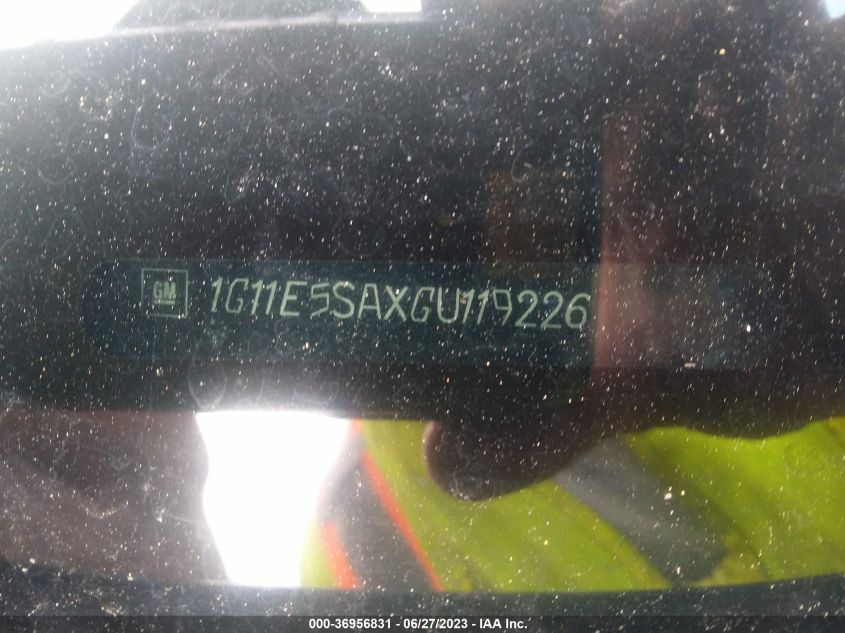 GM 1G11E5SAXGU119226
000-36956831 - 06/27/2023 - IAA Inc.